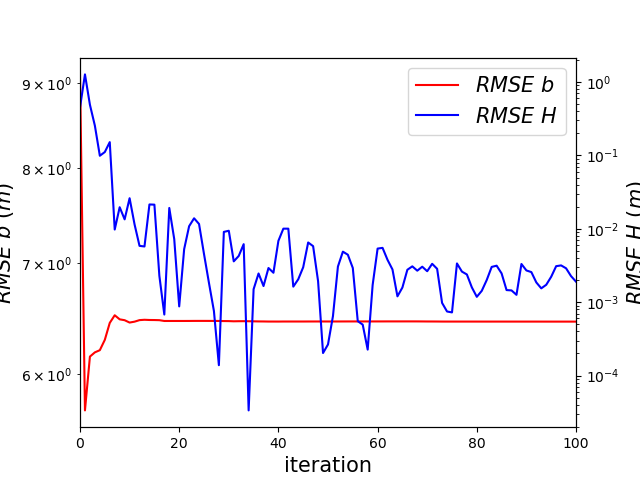 RMSE b
RMSE H
9 × 10⁰
8 × 10⁰
7 × 10⁰
6 × 10⁰
RMSE b (m)
10⁰
10⁻¹
10⁻²
10⁻³
10⁻⁴
RMSE H (m)
0 20 40 60 80 100
iteration